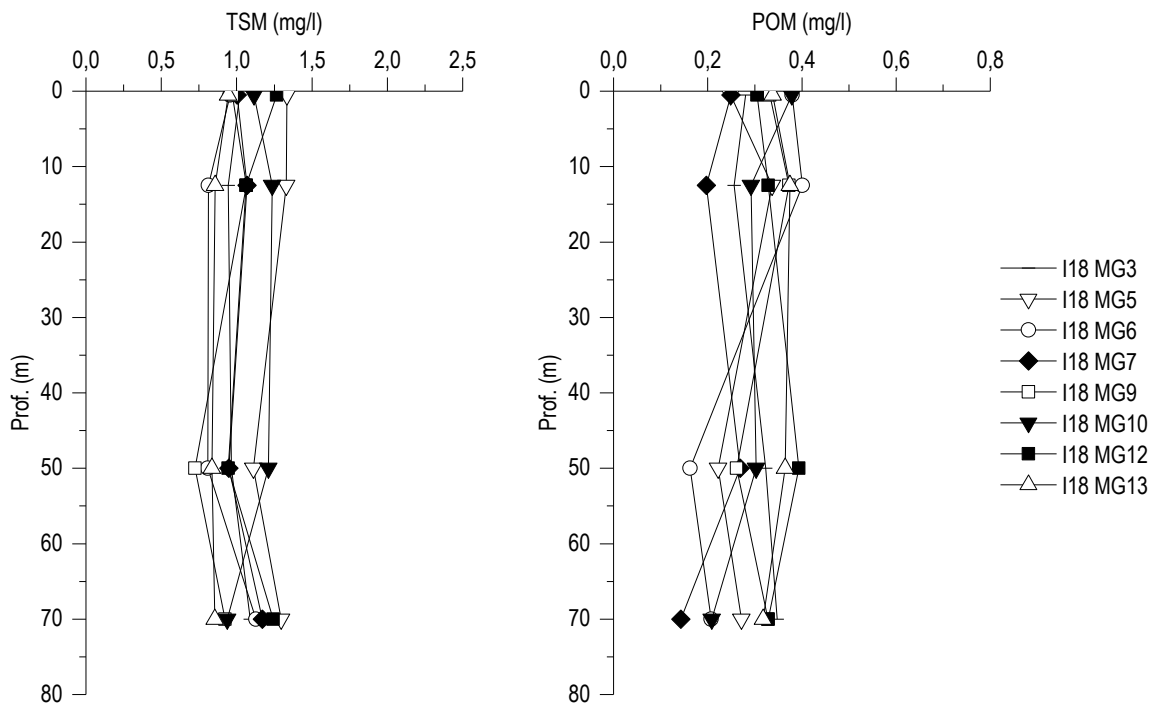 TSM (mg/l)
0,0 0,5 1,0 1,5 2,0 2,5
0
10
20
30
40
50
60
70
80
Prof. (m)
POM (mg/l)
0,0 0,2 0,4 0,6 0,8
0
10
20
30
40
50
60
70
80
Prof. (m)
I18 MG3
I18 MG5
I18 MG6
I18 MG7
I18 MG9
I18 MG10
I18 MG12
I18 MG13